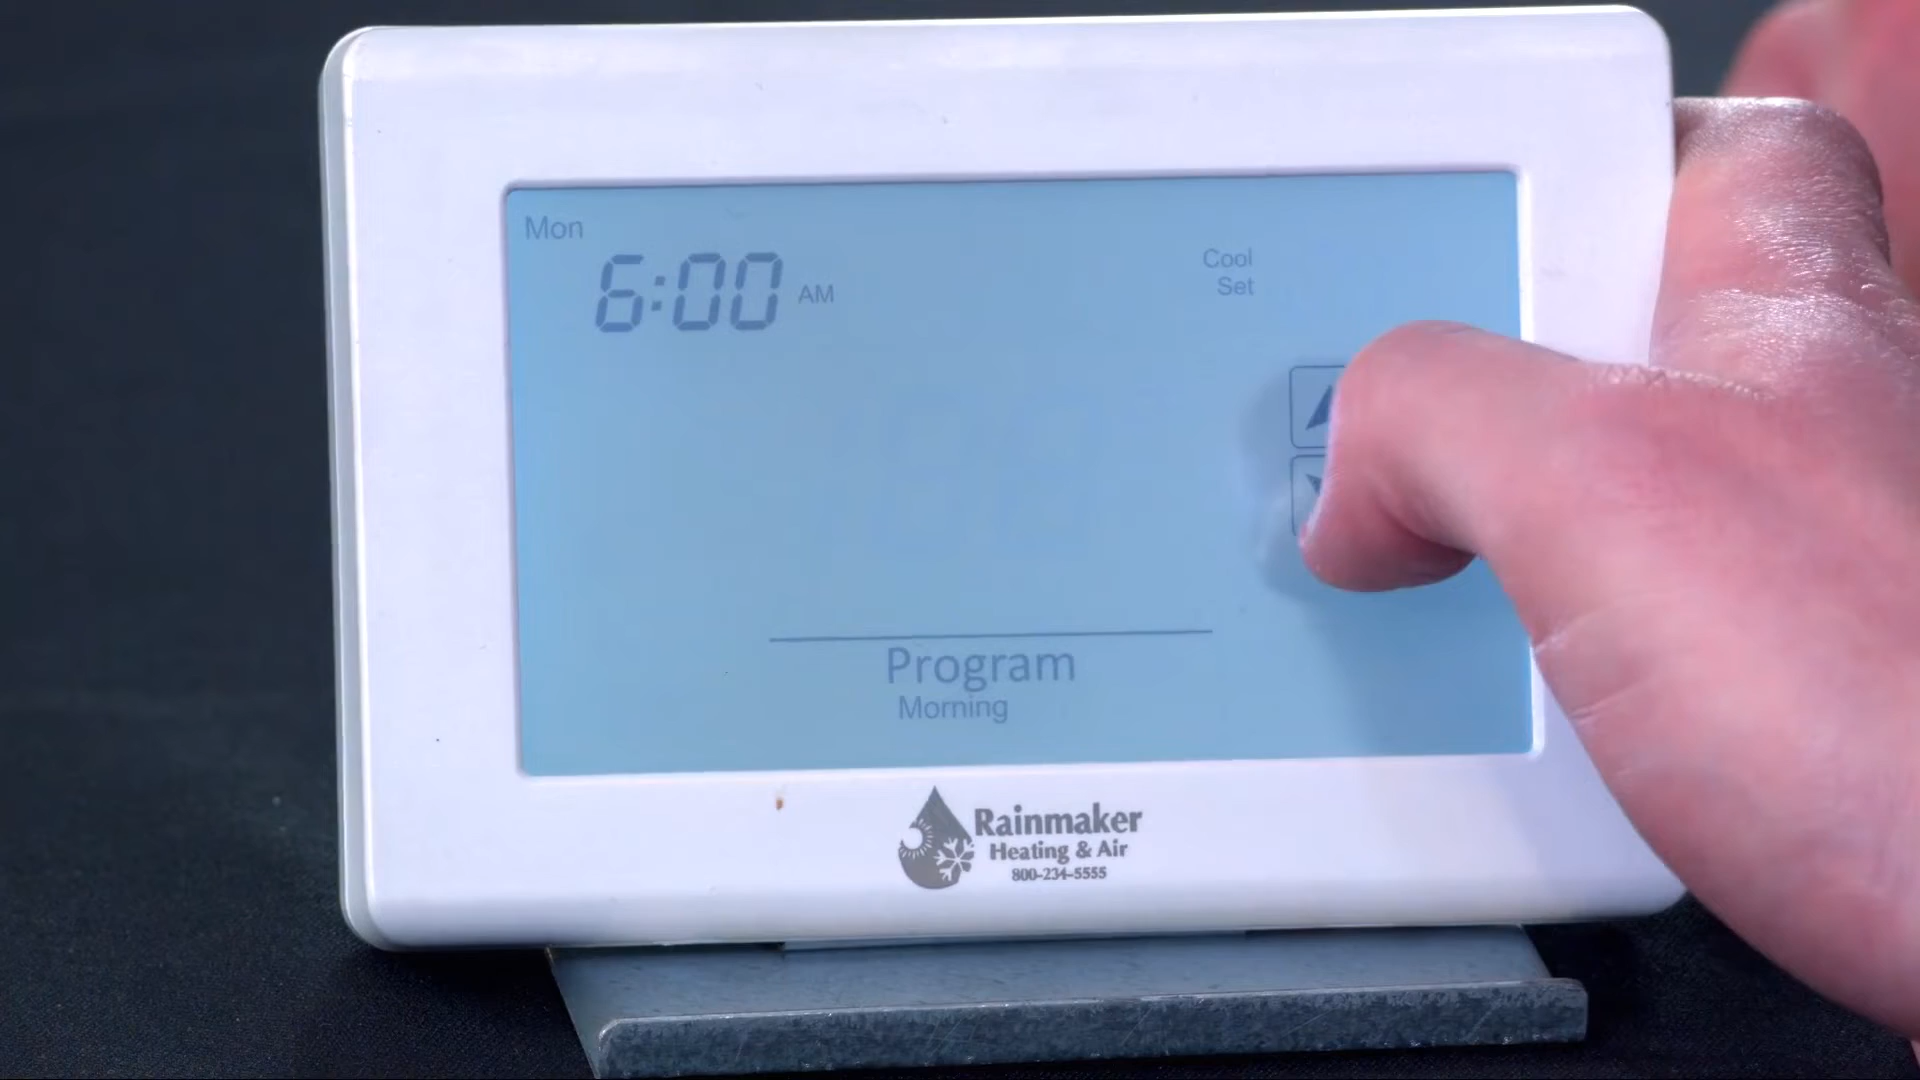 Mon
6:00 AM
Cool
Set
Program
Morning
Rainmaker
Heating & Air
800-234-5555